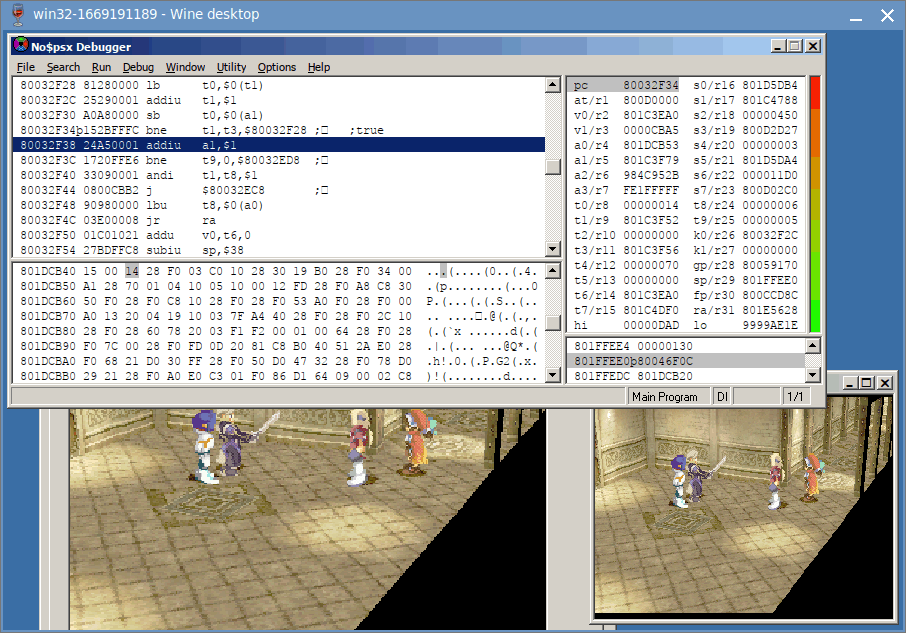 win32-1669191189 - Wine desktop
No$psx Debugger
File Search Run Debug Window Utility Options Help
80032F28 81280000 lb t0,$0(t1)
80032F2C 25290001 addiu t1,$1
80032F30 A0A80000 sb t0,$0(a1)
80032F34þ152BFFFC bne t1,t3,$80032F28 ;□ ;true
80032F38 24A50001 addiu a1,$1
80032F3C 1720FFE6 bne t9,0,$80032ED8 ;□
80032F40 33090001 andi t1,t8,$1
80032F44 0800CBB2 j $80032EC8 ;□
80032F48 90980000 lbu t8,$0(a0)
80032F4C 03E00008 jr ra
80032F50 01C01021 addu v0,t6,0
80032F54 27BDFFC8 subiu sp,$38
pc 80032F34 s0/r16 801D5DB4
at/r1 800D0000 s1/r17 801C4788
v0/r2 801C3EA0 s2/r18 00000450
v1/r3 0000CBA5 s3/r19 800D2D27
a0/r4 801DCB53 s4/r20 00000003
a1/r5 801C3F79 s5/r21 801D5DA4
a2/r6 984C952B s6/r22 000011D0
a3/r7 FE1FFFFF s7/r23 800D02C0
t0/r8 00000014 t8/r24 00000006
t1/r9 801C3F52 t9/r25 00000005
t2/r10 00000000 k0/r26 80032F2C
t3/r11 801C3F56 k1/r27 00000000
t4/r12 00000070 gp/r28 80059170
t5/r13 00000000 sp/r29 801FFEE0
t6/r14 801C3EA0 fp/r30 800CCD8C
t7/r15 801C4DF0 ra/r31 801E5628
hi 00000DAD lo 9999AE1E
801DCB40 15 00 14 28 F0 03 C0 10 28 30 19 B0 28 F0 34 00 ...(....(0..(.4.
801DCB50 A1 28 70 01 04 10 05 10 00 12 FD 28 F0 A8 C8 30 .(p........(...0
801DCB60 50 F0 28 F0 C8 10 28 F0 28 F0 53 A0 F0 28 F0 00 P.(...(.(.S..(..
801DCB70 A0 13 20 04 19 10 03 7F A4 40 28 F0 28 F0 2C 10 .. ....□.@(.(.,.
801DCB80 28 F0 28 60 78 20 03 F1 F2 00 01 00 64 28 F0 28 (.(`x ......d(.(
801DCB90 F0 7C 00 28 F0 FD 0D 20 81 C8 B0 40 51 2A E0 28 .|.(... ...@Q*.(
801DCBA0 F0 68 21 D0 30 FF 28 F0 50 D0 47 32 28 F0 78 D0 .h!.0.(.P.G2(.x.
801DCBB0 29 21 28 F0 A0 E0 C3 01 F0 86 D1 64 09 00 02 C8 )!(........d....
801FFEE4 00000130
801FFEE0þ80046F0C
801FFEDC 801DCB20
Main Program DI 1/1